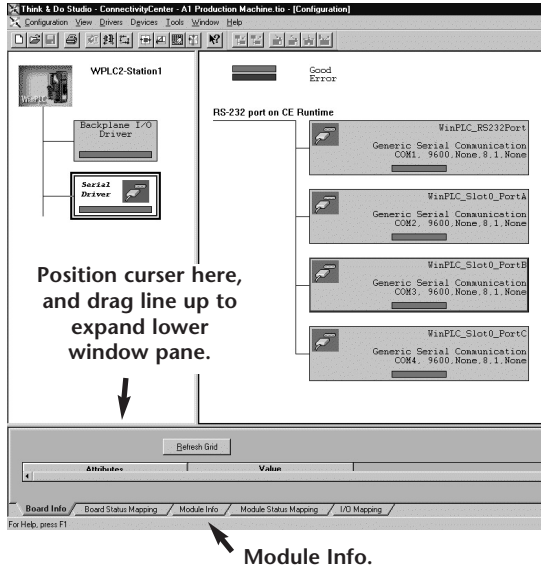 Think & Do Studio - ConnectivityCenter - A1 Production Machine.tio - [Configuration]
Configuration View Drivers Devices Tools Window Help
WPLC2-Station1
WinPLC
Backplane I/O
Driver
Serial
Driver
Good
Error
RS-232 port on CE Runtime
WinPLC_RS232Port
Generic Serial Communication
COM1, 9600,None,8,1,None
WinPLC_Slot0_PortA
Generic Serial Communication
COM2, 9600,None,8,1,None
WinPLC_Slot0_PortB
Generic Serial Communication
COM3, 9600,None,8,1,None
WinPLC_Slot0_PortC
Generic Serial Communication
COM4, 9600,None,8,1,None
Position curser here,
and drag line up to
expand lower
window pane.
Refresh Grid
Attributes Value
Board Info Board Status Mapping Module Info Module Status Mapping I/O Mapping
For Help, press F1
Module Info.